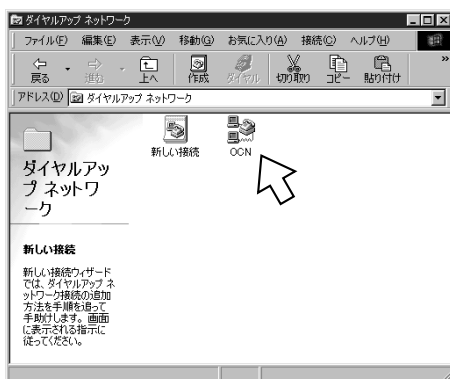 ダイヤルアップ ネットワーク
ファイル(F) 編集(E) 表示(V) 移動(G) お気に入り(A) 接続(C) ヘルプ(H)
戻る 進む 上へ 作成 ダイヤル 切り取り コピー 貼り付け »
アドレス(D) ダイヤルアップ ネットワーク
新しい接続 OCN
ダイヤルアッ
プ ネットワ
ーク
新しい接続
新しい接続ウィザード
では、ダイヤルアップ ネ
ットワーク接続の追加
方法を手順を追って
手助けします。画面
に表示される指示に
従ってください。